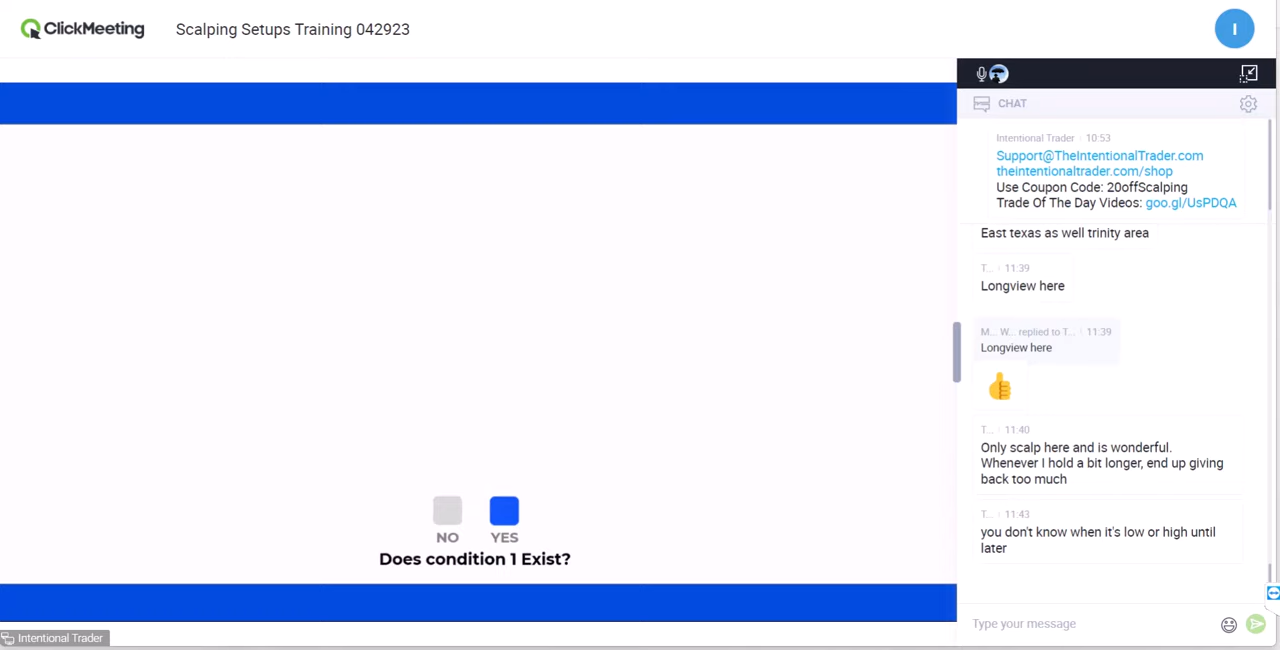 ClickMeeting
Scalping Setups Training 042923
I
CHAT
Intentional Trader 10:53
Support@TheIntentionalTrader.com
theintentionaltrader.com/shop
Use Coupon Code: 20offScalping
Trade Of The Day Videos: goo.gl/UsPDQA
East texas as well trinity area
T... 11:39
Longview here
M... W... replied to T... 11:39
Longview here
T... 11:40
Only scalp here and is wonderful.
Whenever I hold a bit longer, end up giving
back too much
T... 11:43
you don't know when it's low or high until
later
NO YES
Does condition 1 Exist?
Intentional Trader
Type your message